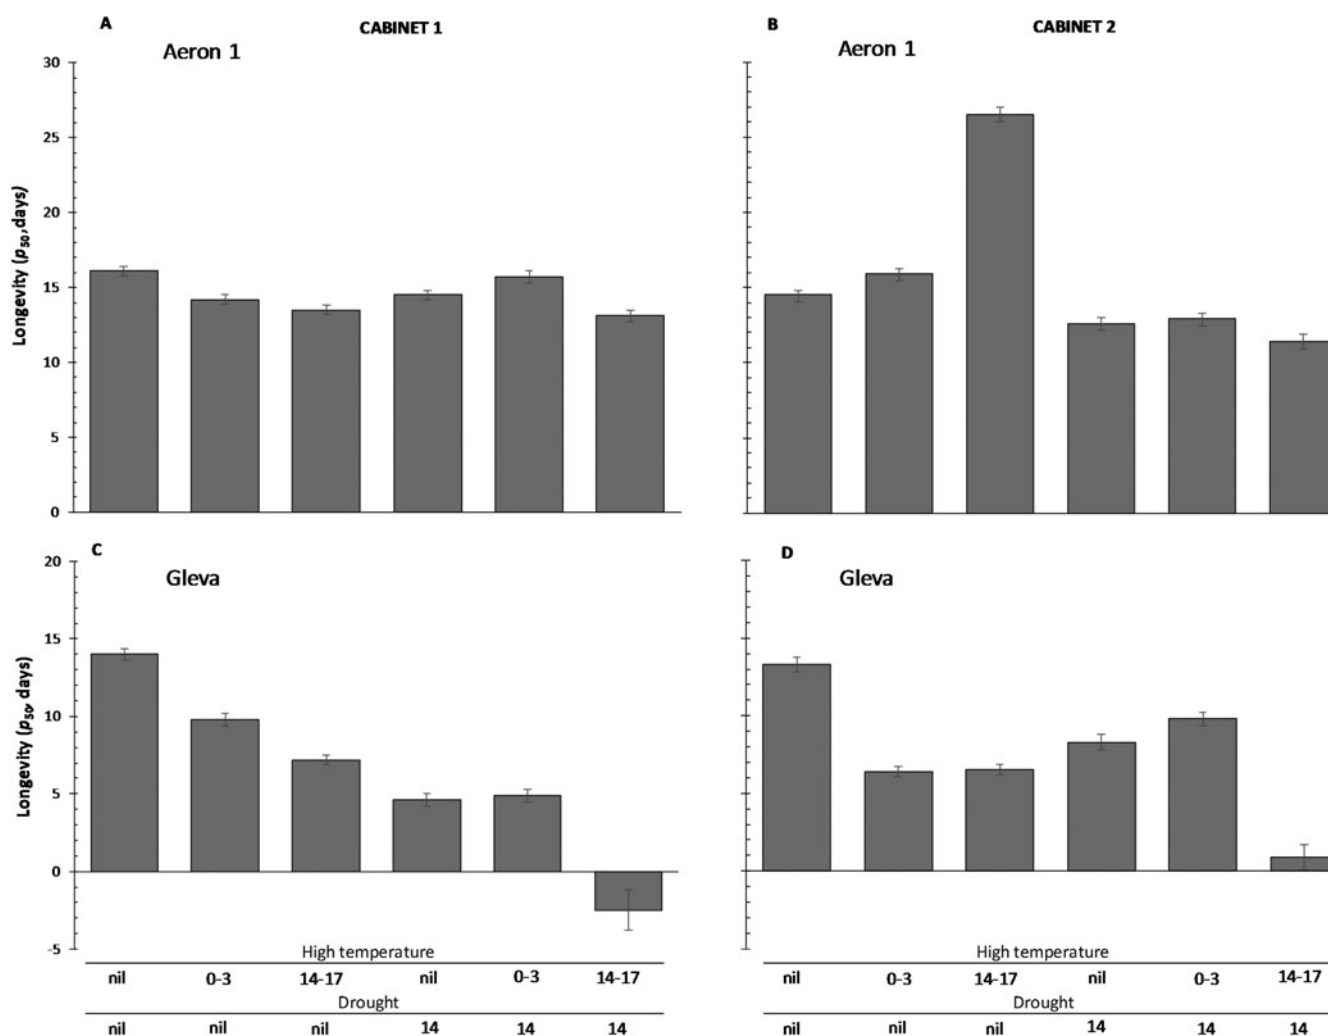 A CABINET 1
Aeron 1
B CABINET 2
Aeron 1
30
25
20
15
10
5
0
Longevity (p50, days)
C
Gleva
20
15
10
5
0
-5
Longevity (p50, days)
D
Gleva
High temperature
nil 0-3 14-17 nil 0-3 14-17
Drought
nil nil nil 14 14 14
High temperature
nil 0-3 14-17 nil 0-3 14-17
Drought
nil nil nil 14 14 14